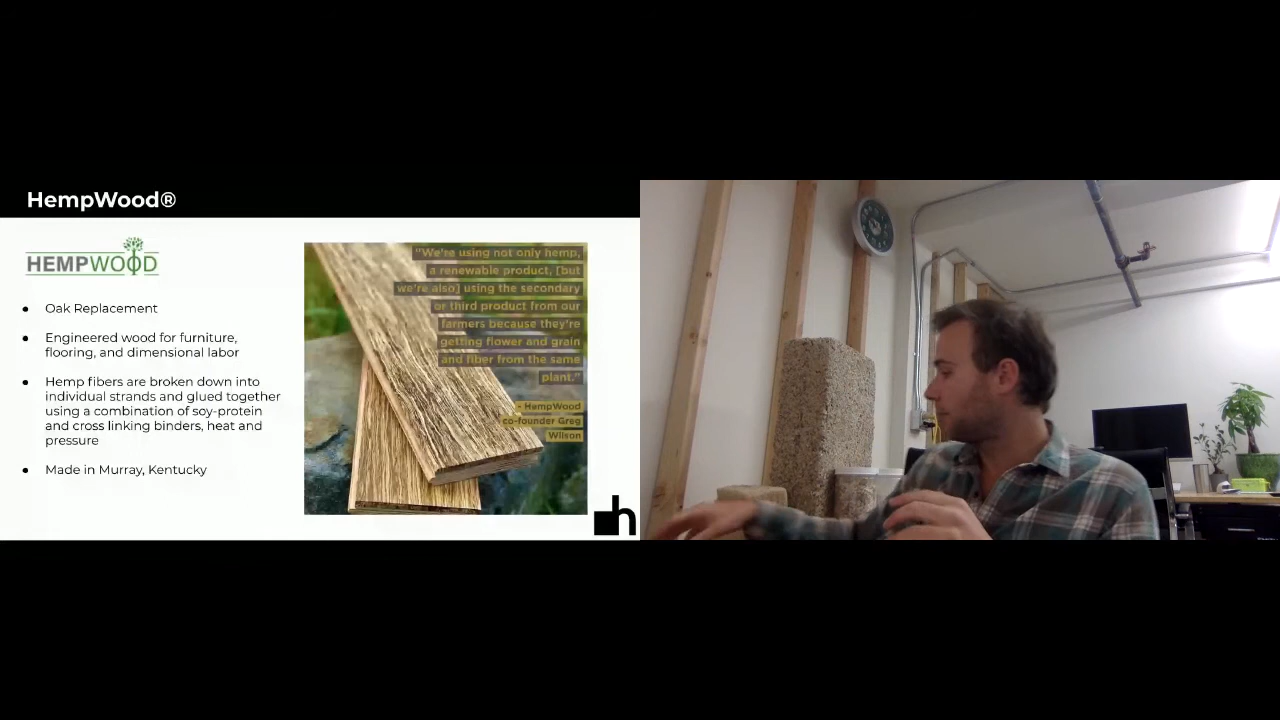 HempWood®
HEMPWOOD
● Oak Replacement
● Engineered wood for furniture,
flooring, and dimensional labor
● Hemp fibers are broken down into
individual strands and glued together
using a combination of soy-protein
and cross linking binders, heat and
pressure
● Made in Murray, Kentucky
"We're using not only hemp,
a renewable product, [but
we're also] using the secondary
or third product from our
farmers because they're
getting flower and grain
and fiber from the same
plant."
- HempWood
co-founder Greg
Wilson
h